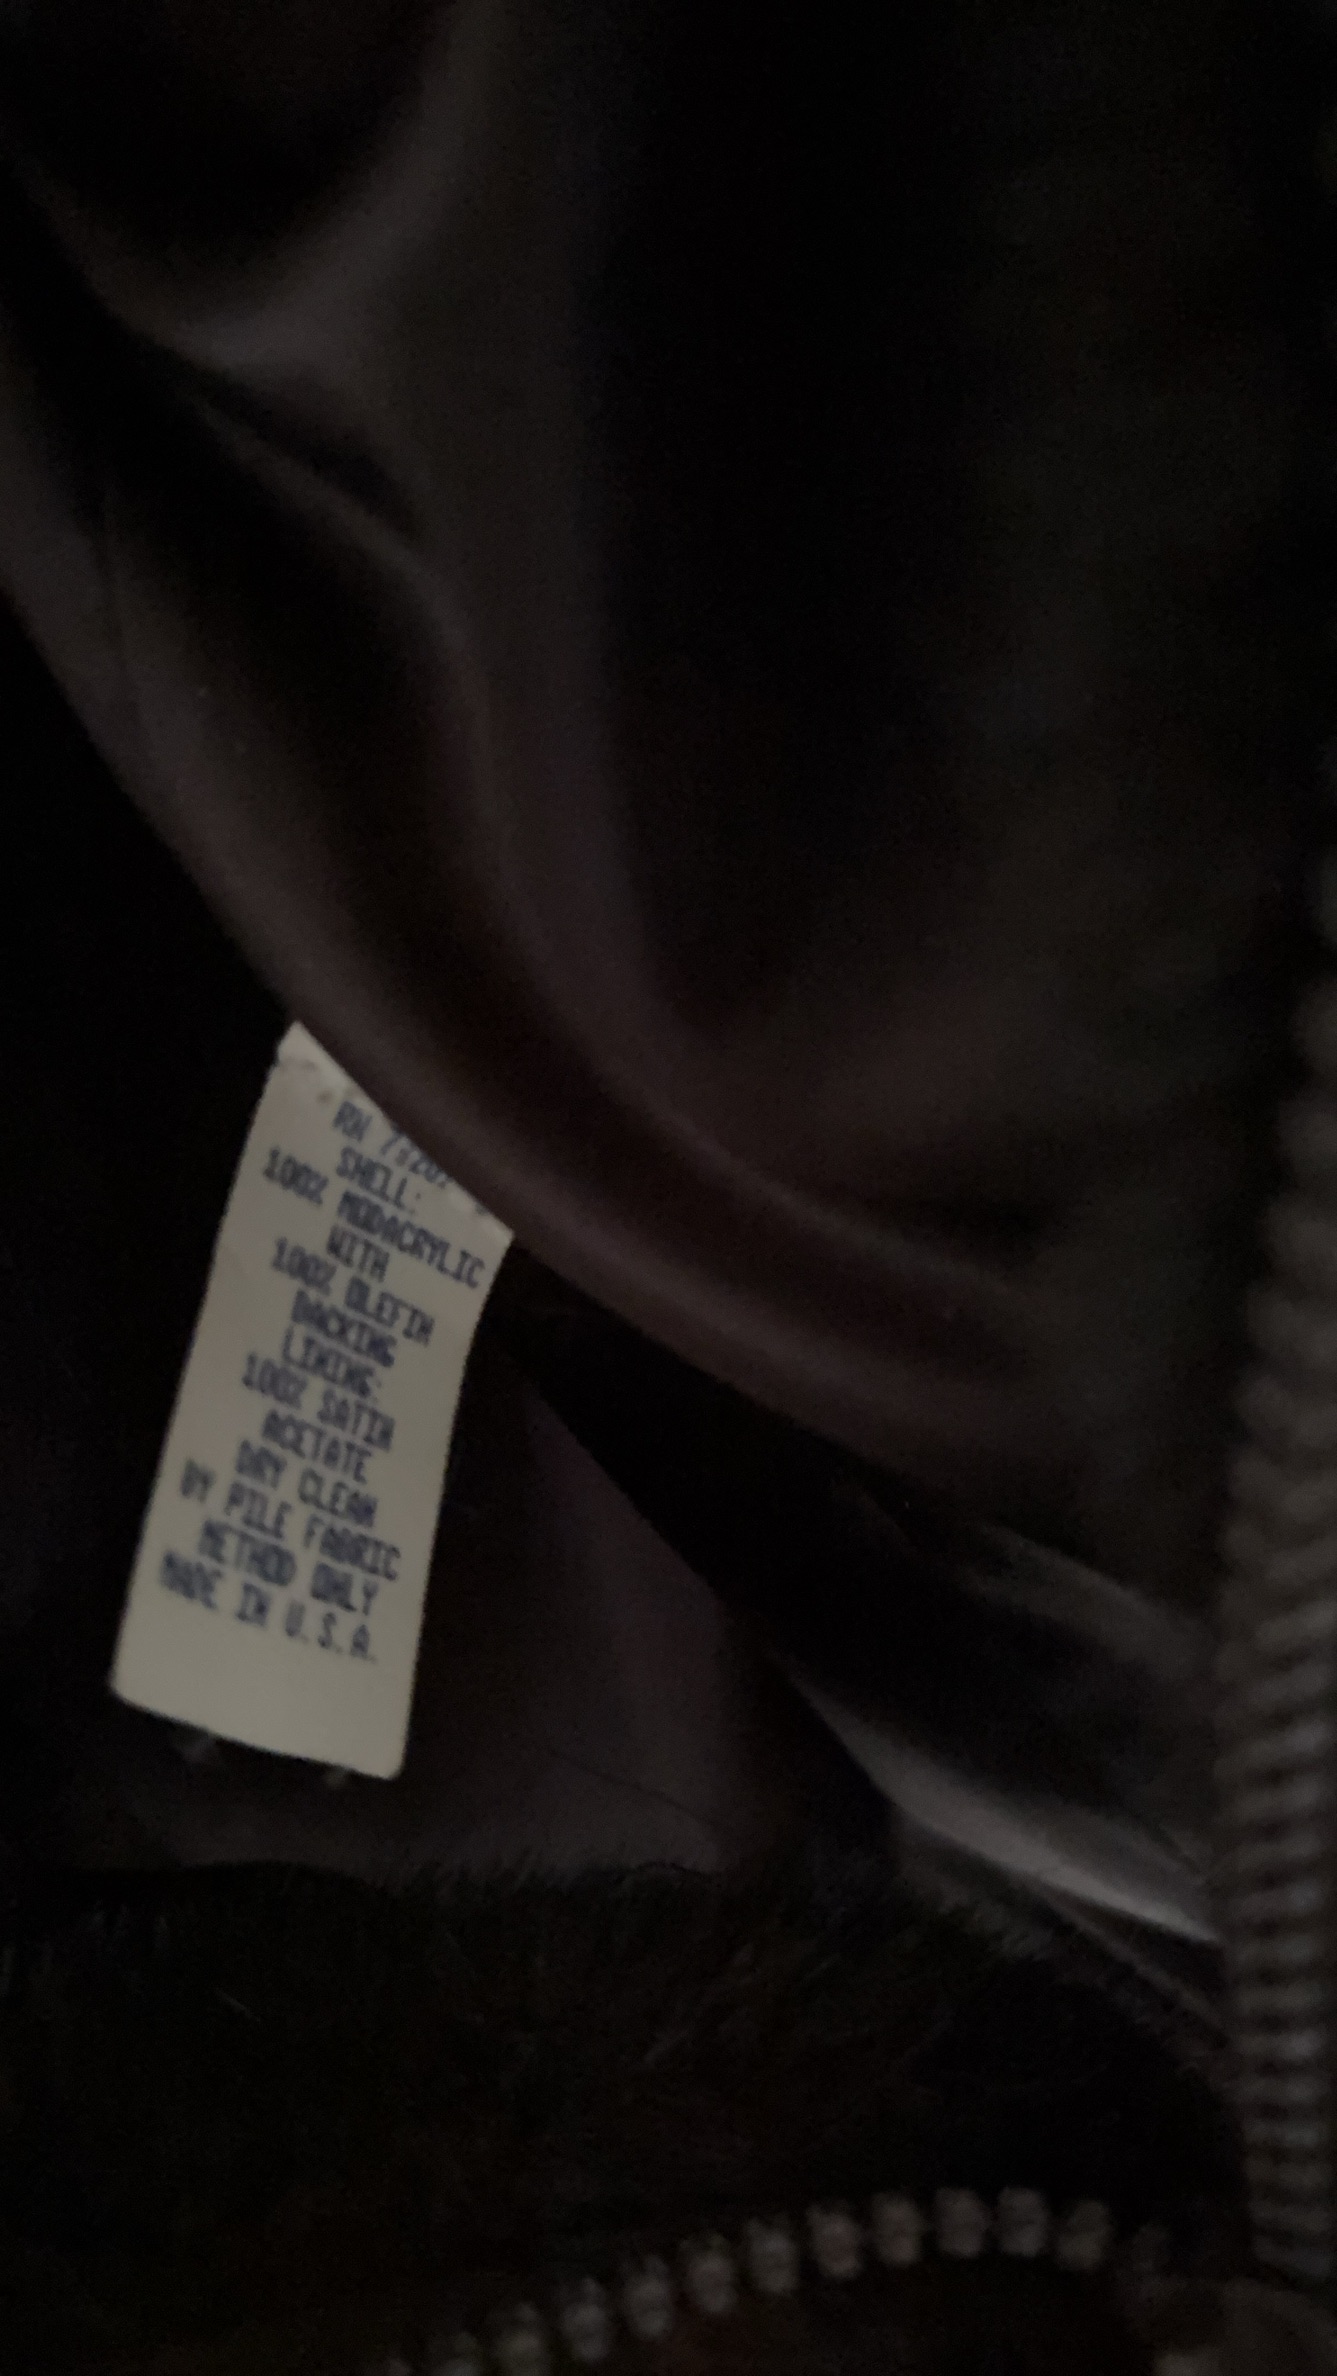 RN
SHELL:
100% MODACRYLIC
WITH
100% OLEFIN
BACKING
LINING:
100% SATIN
ACETATE
DRY CLEAN
BY PILE FABRIC
METHOD ONLY
MADE IN U.S.A.